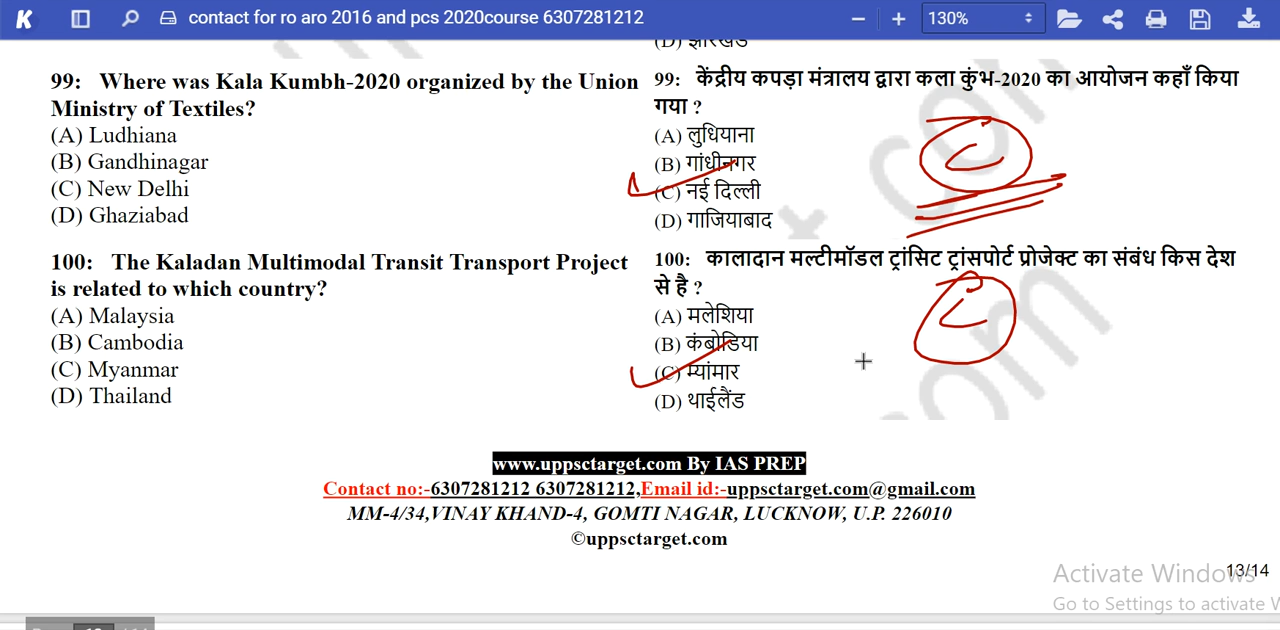 contact for ro aro 2016 and pcs 2020course 6307281212
130%
(D) झारखंड
99: Where was Kala Kumbh-2020 organized by the Union
Ministry of Textiles?
(A) Ludhiana
(B) Gandhinagar
(C) New Delhi
(D) Ghaziabad
100: The Kaladan Multimodal Transit Transport Project
is related to which country?
(A) Malaysia
(B) Cambodia
(C) Myanmar
(D) Thailand
99: केंद्रीय कपड़ा मंत्रालय द्वारा कला कुंभ-2020 का आयोजन कहाँ किया
गया ?
(A) लुधियाना
(B) गांधीनगर
(C) नई दिल्ली
(D) गाजियाबाद
C
100: कालादान मल्टीमॉडल ट्रांसिट ट्रांसपोर्ट प्रोजेक्ट का संबंध किस देश
से है ?
(A) मलेशिया
(B) कंबोडिया
(C) म्यांमार
(D) थाईलैंड
C
www.uppsctarget.com By IAS PREP
Contact no:-6307281212 6307281212,Email id:-uppsctarget.com@gmail.com
MM-4/34,VINAY KHAND-4, GOMTI NAGAR, LUCKNOW, U.P. 226010
©uppsctarget.com
13/14
Activate Windows
Go to Settings to activate